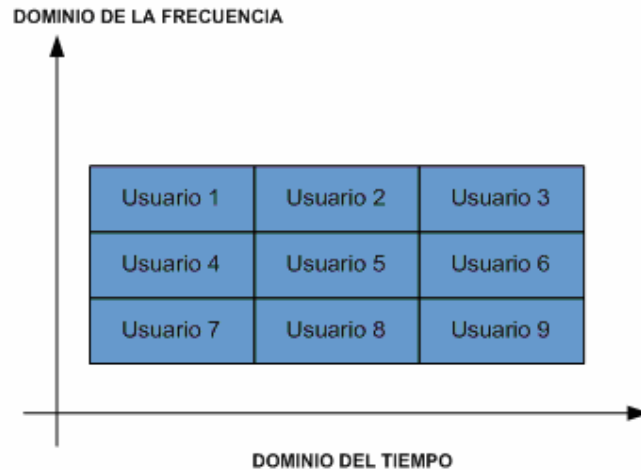 DOMINIO DE LA FRECUENCIA
Usuario 1 Usuario 2 Usuario 3
Usuario 4 Usuario 5 Usuario 6
Usuario 7 Usuario 8 Usuario 9
DOMINIO DEL TIEMPO